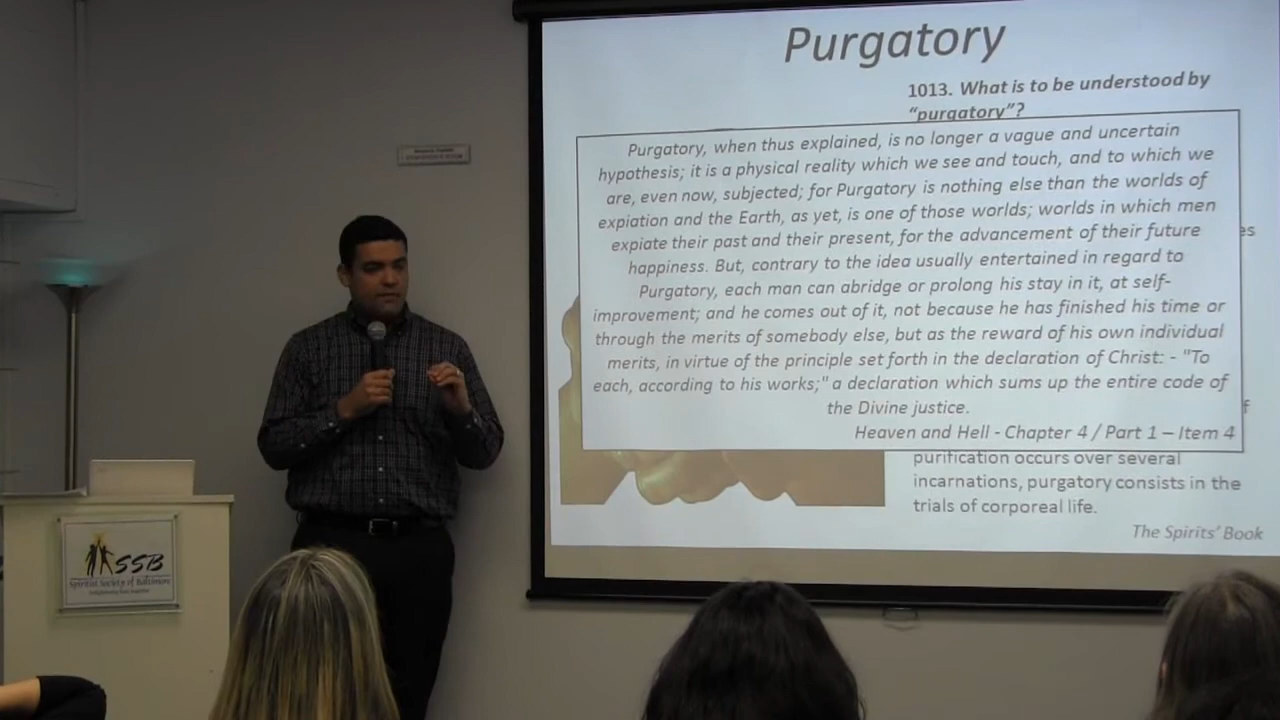 Purgatory
1013. What is to be understood by
“purgatory”?
Purgatory, when thus explained, is no longer a vague and uncertain
hypothesis; it is a physical reality which we see and touch, and to which we
are, even now, subjected; for Purgatory is nothing else than the worlds of
expiation and the Earth, as yet, is one of those worlds; worlds in which men
expiate their past and their present, for the advancement of their future
happiness. But, contrary to the idea usually entertained in regard to
Purgatory, each man can abridge or prolong his stay in it, at self-
improvement; and he comes out of it, not because he has finished his time or
through the merits of somebody else, but as the reward of his own individual
merits, in virtue of the principle set forth in the declaration of Christ: - "To
each, according to his works;" a declaration which sums up the entire code of
the Divine justice.
Heaven and Hell - Chapter 4 / Part 1 – Item 4
es
f
purification occurs over several
incarnations, purgatory consists in the
trials of corporeal life.
The Spirits’ Book
SSB
Spiritist Society of Baltimore